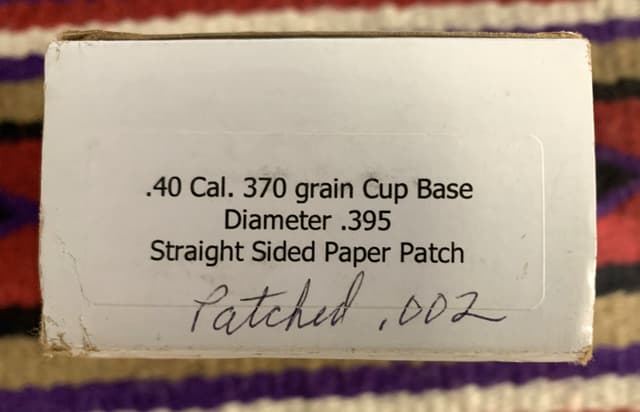 .40 Cal. 370 grain Cup Base
Diameter .395
Straight Sided Paper Patch
Patched .002